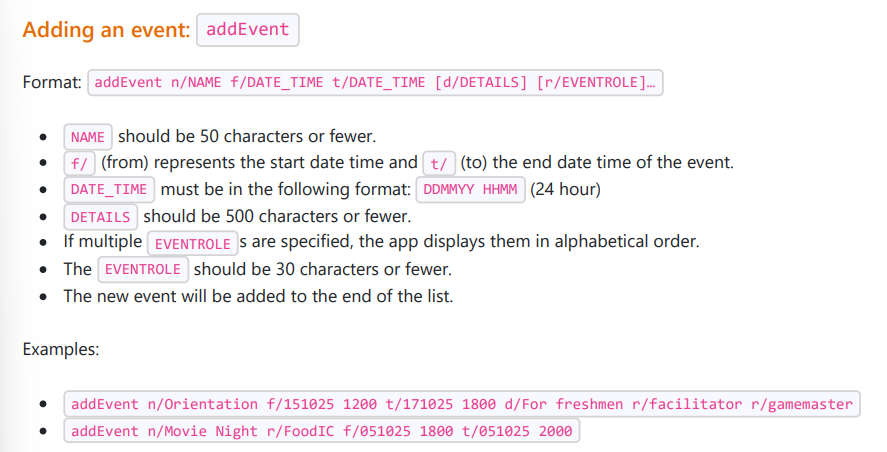 Adding an event: addEvent
Format: addEvent n/NAME f/DATE_TIME t/DATE_TIME [d/DETAILS] [r/EVENTROLE]…
• NAME should be 50 characters or fewer.
• f/ (from) represents the start date time and t/ (to) the end date time of the event.
• DATE_TIME must be in the following format: DDMMYY HHMM (24 hour)
• DETAILS should be 500 characters or fewer.
• If multiple EVENTROLE s are specified, the app displays them in alphabetical order.
• The EVENTROLE should be 30 characters or fewer.
• The new event will be added to the end of the list.
Examples:
• addEvent n/Orientation f/151025 1200 t/171025 1800 d/For freshmen r/facilitator r/gamemaster
• addEvent n/Movie Night r/FoodIC f/051025 1800 t/051025 2000